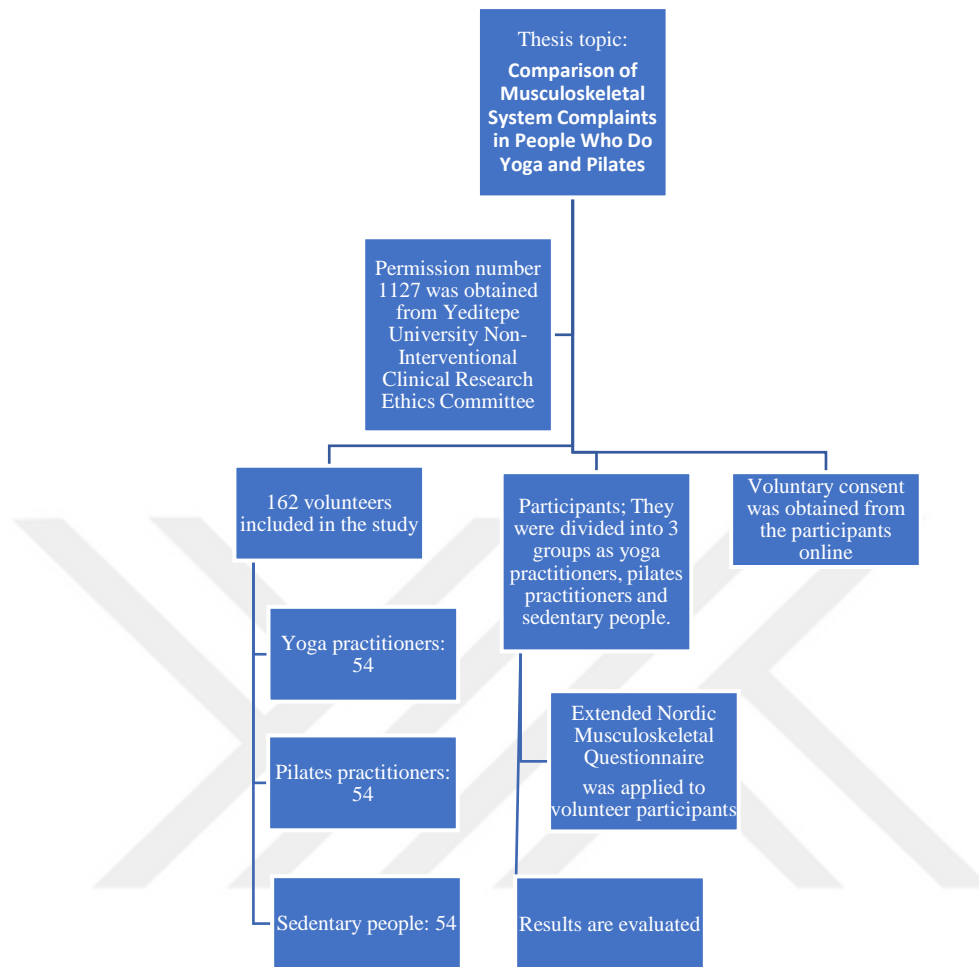 Thesis topic:
Comparison of
Musculoskeletal
System Complaints
in People Who Do
Yoga and Pilates
Permission number
1127 was obtained
from Yeditepe
University Non-
Interventional
Clinical Research
Ethics Committee
162 volunteers
included in the study
Yoga practitioners:
54
Pilates practitioners:
54
Sedentary people: 54
Participants; They
were divided into 3
groups as yoga
practitioners, pilates
practitioners and
sedentary people.
Extended Nordic
Musculoskeletal
Questionnaire
was applied to
volunteer participants
Results are evaluated
Voluntary consent
was obtained from
the participants
online